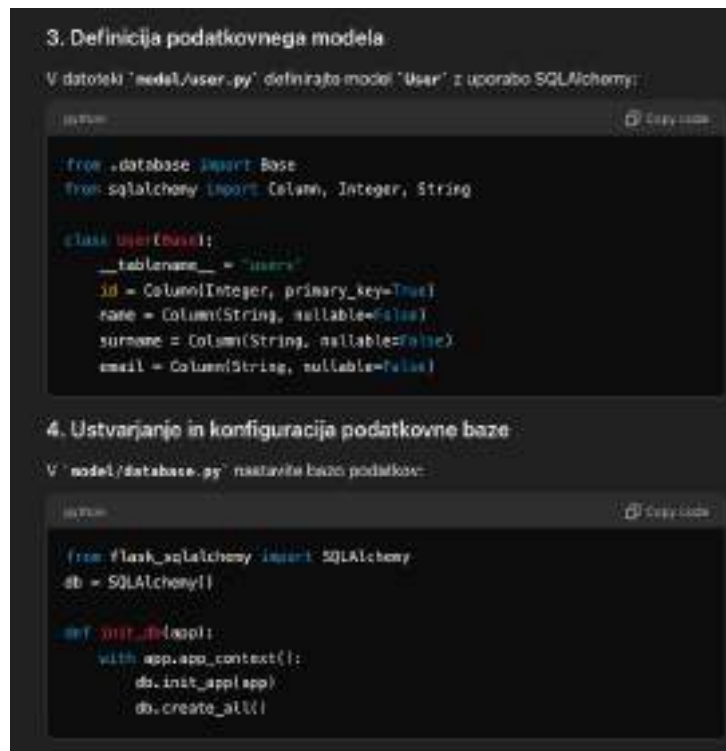 3. Definicija podatkovnega modela
V datoteki `model/user.py` definirajte model `User` z uporabo SQLAlchemy:
python
Copy code
from .database import Base
from sqlalchemy import Column, Integer, String
class User(Base):
__tablename__ = "users"
id = Column(Integer, primary_key=True)
name = Column(String, nullable=False)
surname = Column(String, nullable=False)
email = Column(String, nullable=False)
4. Ustvarjanje in konfiguracija podatkovne baze
V `model/database.py` nastavite bazo podatkov:
python
Copy code
from flask_sqlalchemy import SQLAlchemy
db = SQLAlchemy()
def init_db(app):
with app.app_context():
db.init_app(app)
db.create_all()